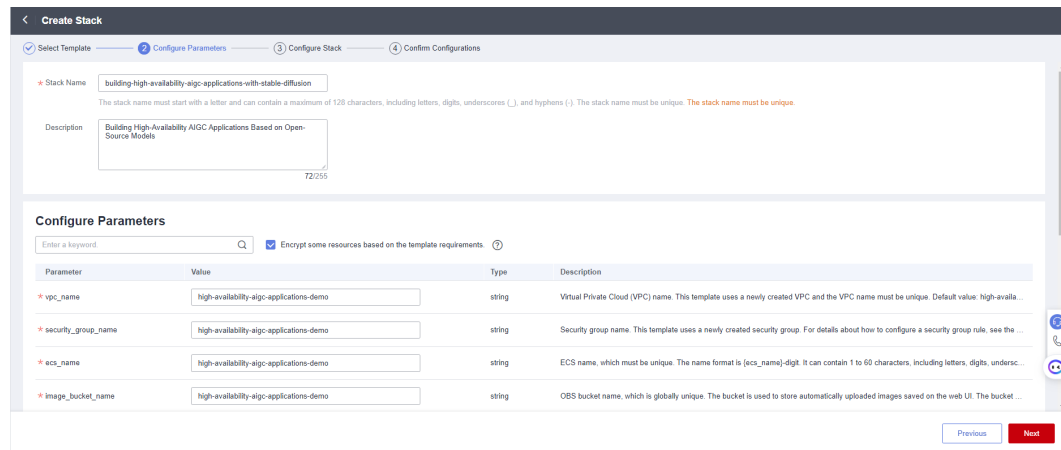 Create Stack
Select Template
2 Configure Parameters
3 Configure Stack
4 Confirm Configurations
* Stack Name
building-high-availability-aigc-applications-with-stable-diffusion
The stack name must start with a letter and can contain a maximum of 128 characters, including letters, digits, underscores (_), and hyphens (-). The stack name must be unique. The stack name must be unique.
Description
Building High-Availability AIGC Applications Based on Open-
Source Models
72/255
Configure Parameters
Enter a keyword.
Encrypt some resources based on the template requirements. ?
Parameter Value Type Description
* vpc_name high-availability-aigc-applications-demo string Virtual Private Cloud (VPC) name. This template uses a newly created VPC and the VPC name must be unique. Default value: high-availa...
* security_group_name high-availability-aigc-applications-demo string Security group name. This template uses a newly created security group. For details about how to configure a security group rule, see the ...
* ecs_name high-availability-aigc-applications-demo string ECS name, which must be unique. The name format is {ecs_name}-digit. It can contain 1 to 60 characters, including letters, digits, undersc...
* image_bucket_name high-availability-aigc-applications-demo string OBS bucket name, which is globally unique. The bucket is used to store automatically uploaded images saved on the web UI. The bucket ...
Previous
Next